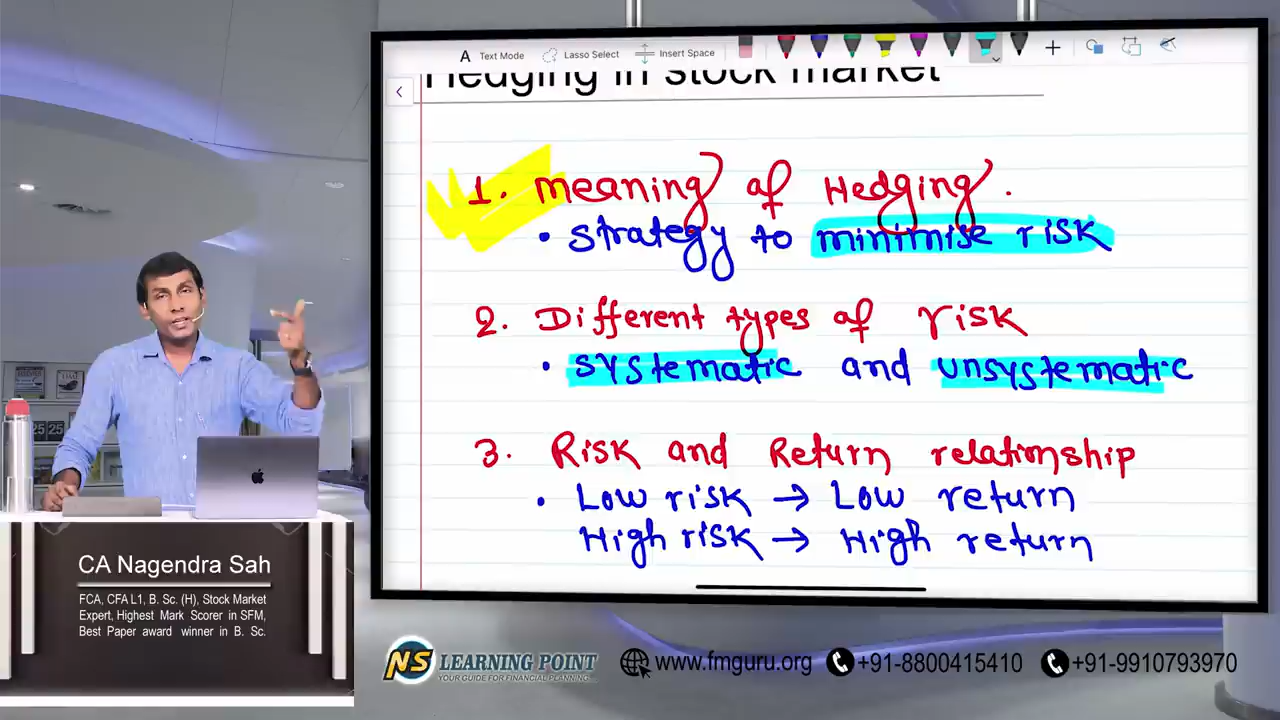 Text Mode
Lasso Select
Insert Space
Hedging in stock market
1. Meaning of Hedging.
• strategy to minimise risk
2. Different types of risk
• systematic and unsystematic
3. Risk and Return relationship
• Low risk → Low return
High risk → High return
25 25
CA Nagendra Sah
FCA, CFA L1, B. Sc. (H), Stock Market
Expert, Highest Mark Scorer in SFM,
Best Paper award winner in B. Sc.
NS LEARNING POINT
YOUR GUIDE FOR FINANCIAL PLANNING...
www.fmguru.org
+91-8800415410
+91-9910793970